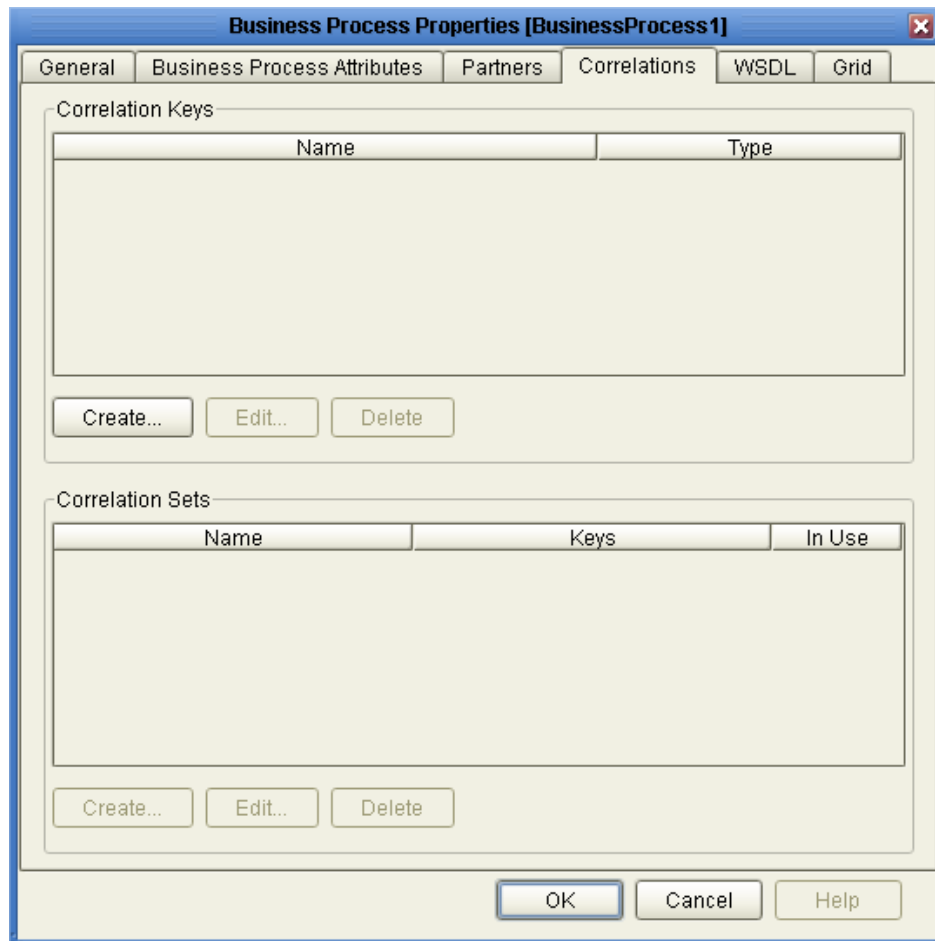 Business Process Properties [BusinessProcess1]
General Business Process Attributes Partners Correlations WSDL Grid
Correlation Keys
Name Type
Create... Edit... Delete
Correlation Sets
Name Keys In Use
Create... Edit... Delete
OK Cancel Help